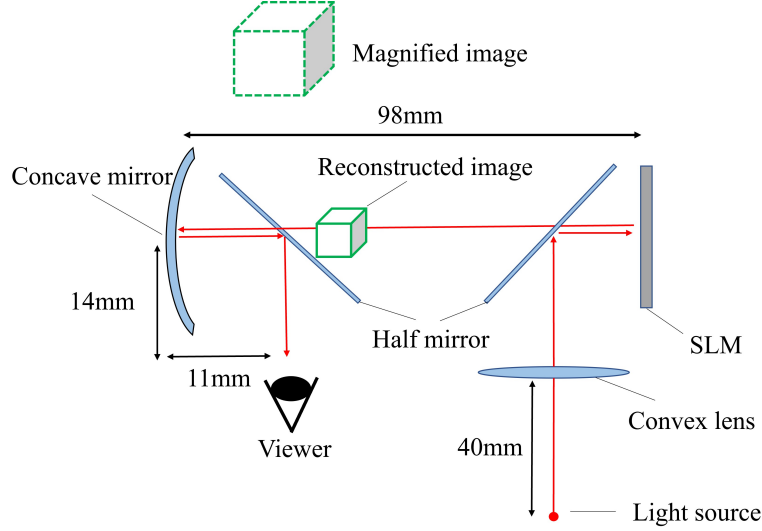 Magnified image
98mm
Reconstructed image
Concave mirror
14mm
Half mirror
SLM
11mm
Convex lens
Viewer
40mm
Light source